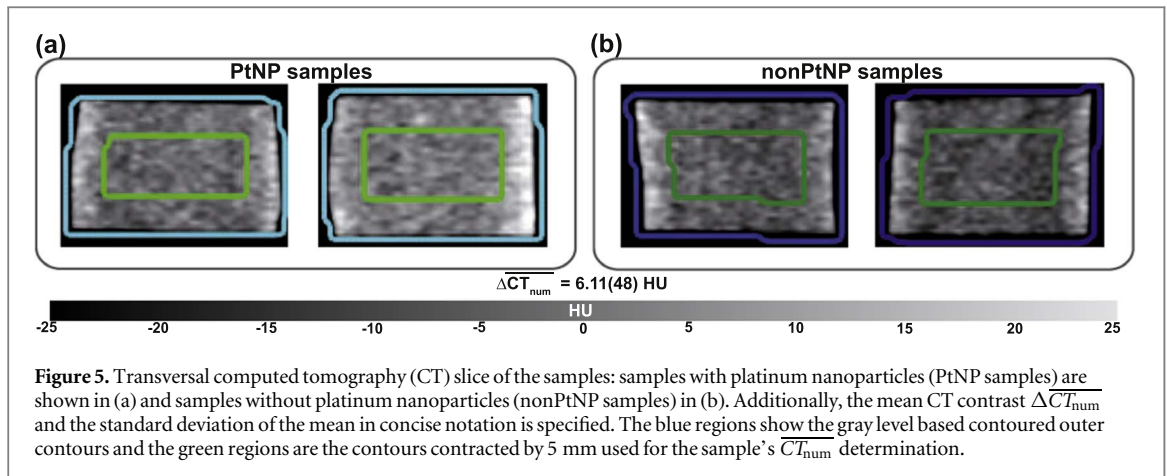 (a)
PtNP samples
(b)
nonPtNP samples
ΔCT̅num = 6.11(48) HU
HU
-25 -20 -15 -10 -5 0 5 10 15 20 25
Figure 5. Transversal computed tomography (CT) slice of the samples: samples with platinum nanoparticles (PtNP samples) are
shown in (a) and samples without platinum nanoparticles (nonPtNP samples) in (b). Additionally, the mean CT contrast ΔCT̅num
and the standard deviation of the mean in concise notation is specified. The blue regions show the gray level based contoured outer
contours and the green regions are the contours contracted by 5 mm used for the sample's CT̅num determination.